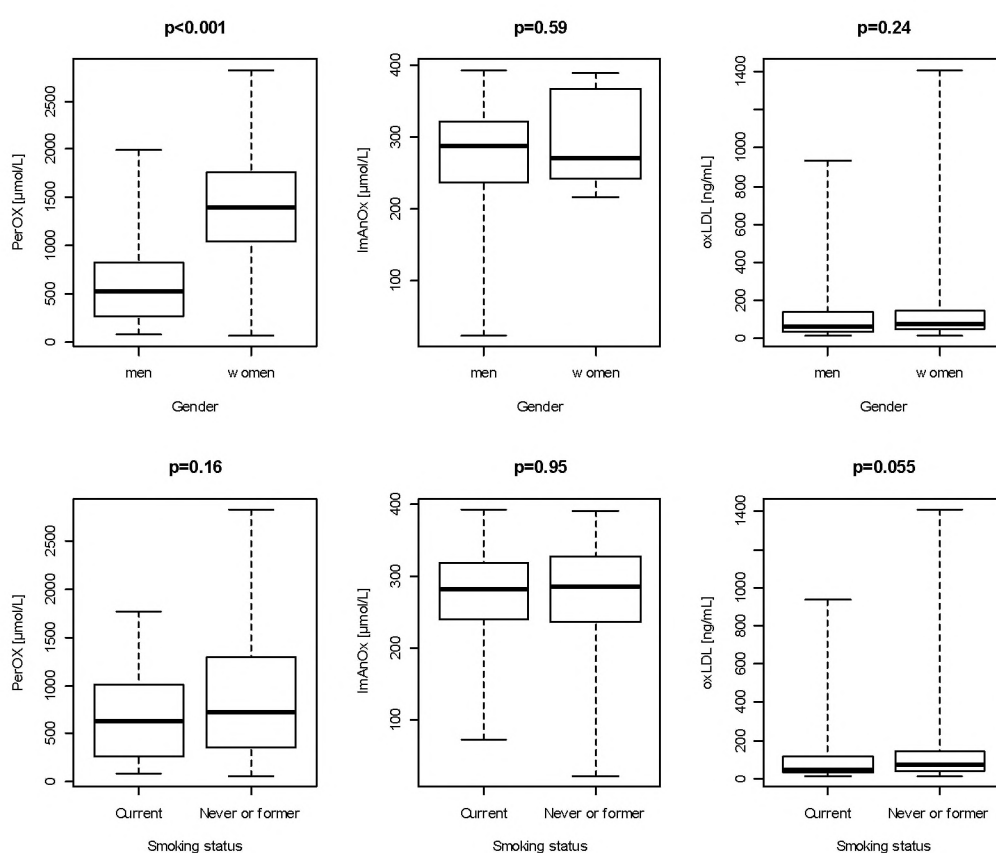 p<0.001
PerOX [µmol/L]
2500
2000
1500
1000
500
0
men
w omen
Gender
p=0.59
ImAnOx [µmol/L]
400
300
200
100
men
w omen
Gender
p=0.24
oxLDL [ng/mL]
1400
1000
800
600
400
200
0
men
w omen
Gender
p=0.16
PerOX [µmol/L]
2500
2000
1500
1000
500
0
Current
Never or former
Smoking status
p=0.95
ImAnOx [µmol/L]
400
300
200
100
Current
Never or former
Smoking status
p=0.055
oxLDL [ng/mL]
1400
1000
800
600
400
200
0
Current
Never or former
Smoking status